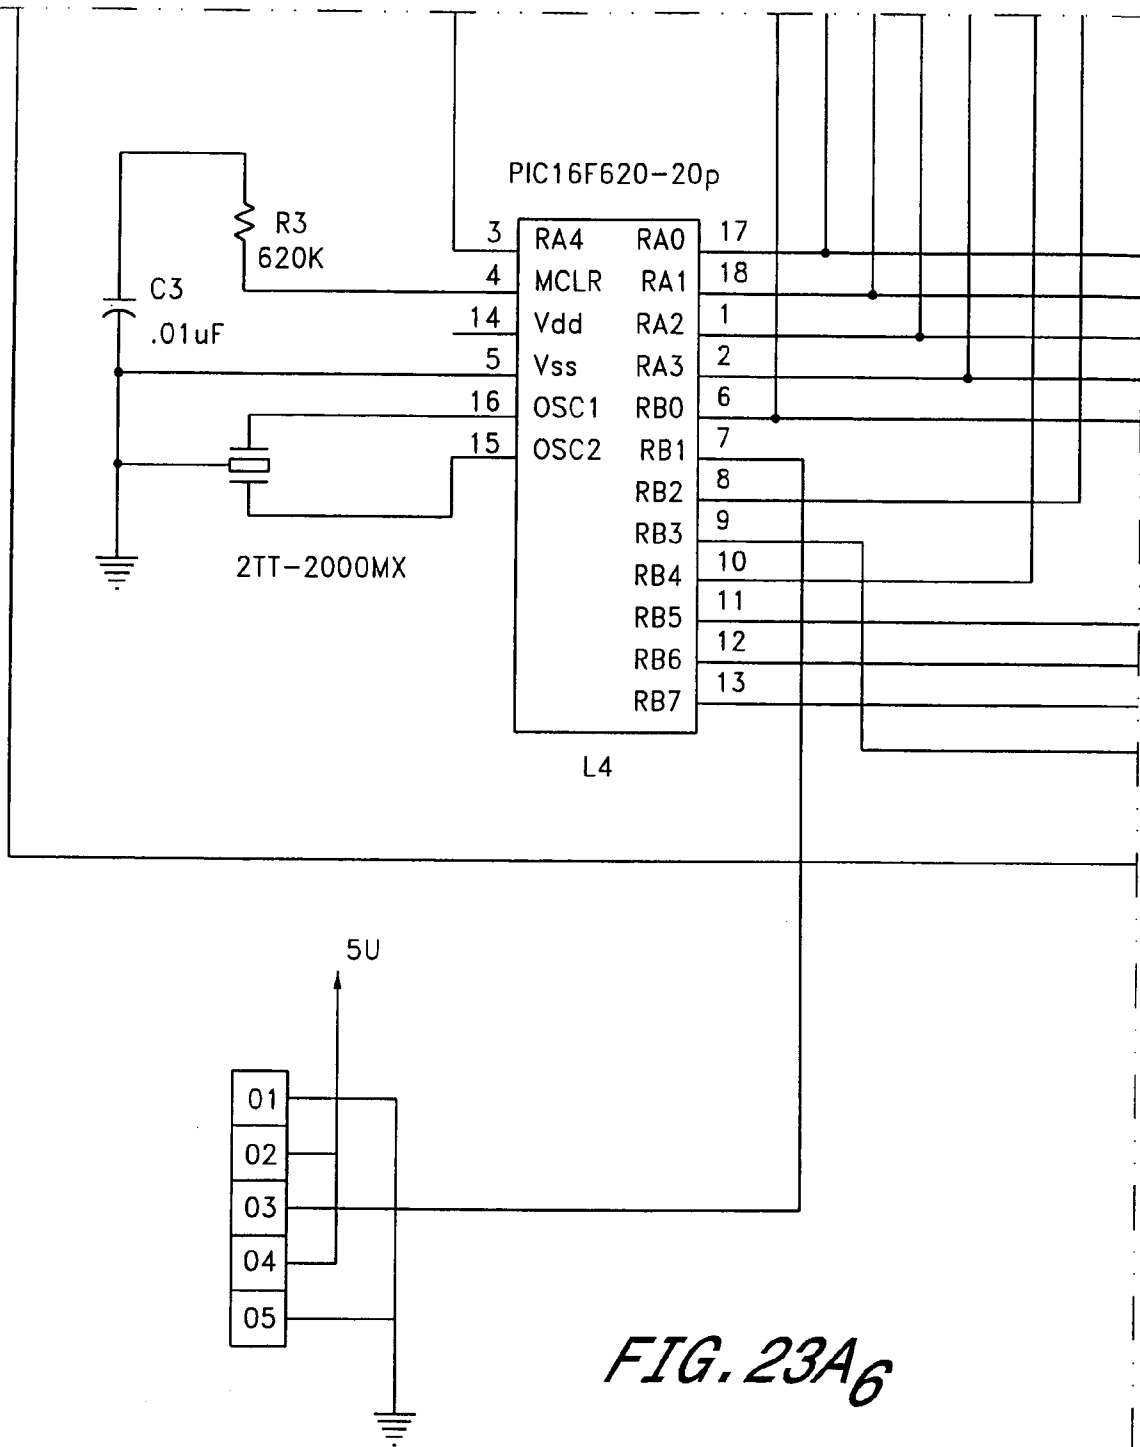 PIC16F620-20p
R3
620K
C3
.01uF
3 RA4 RA0 17
4 MCLR RA1 18
14 Vdd RA2 1
5 Vss RA3 2
16 OSC1 RB0 6
15 OSC2 RB1 7
RB2 8
RB3 9
RB4 10
RB5 11
RB6 12
RB7 13
2TT-2000MX
L4
5U
01
02
03
04
05
FIG. 23A6